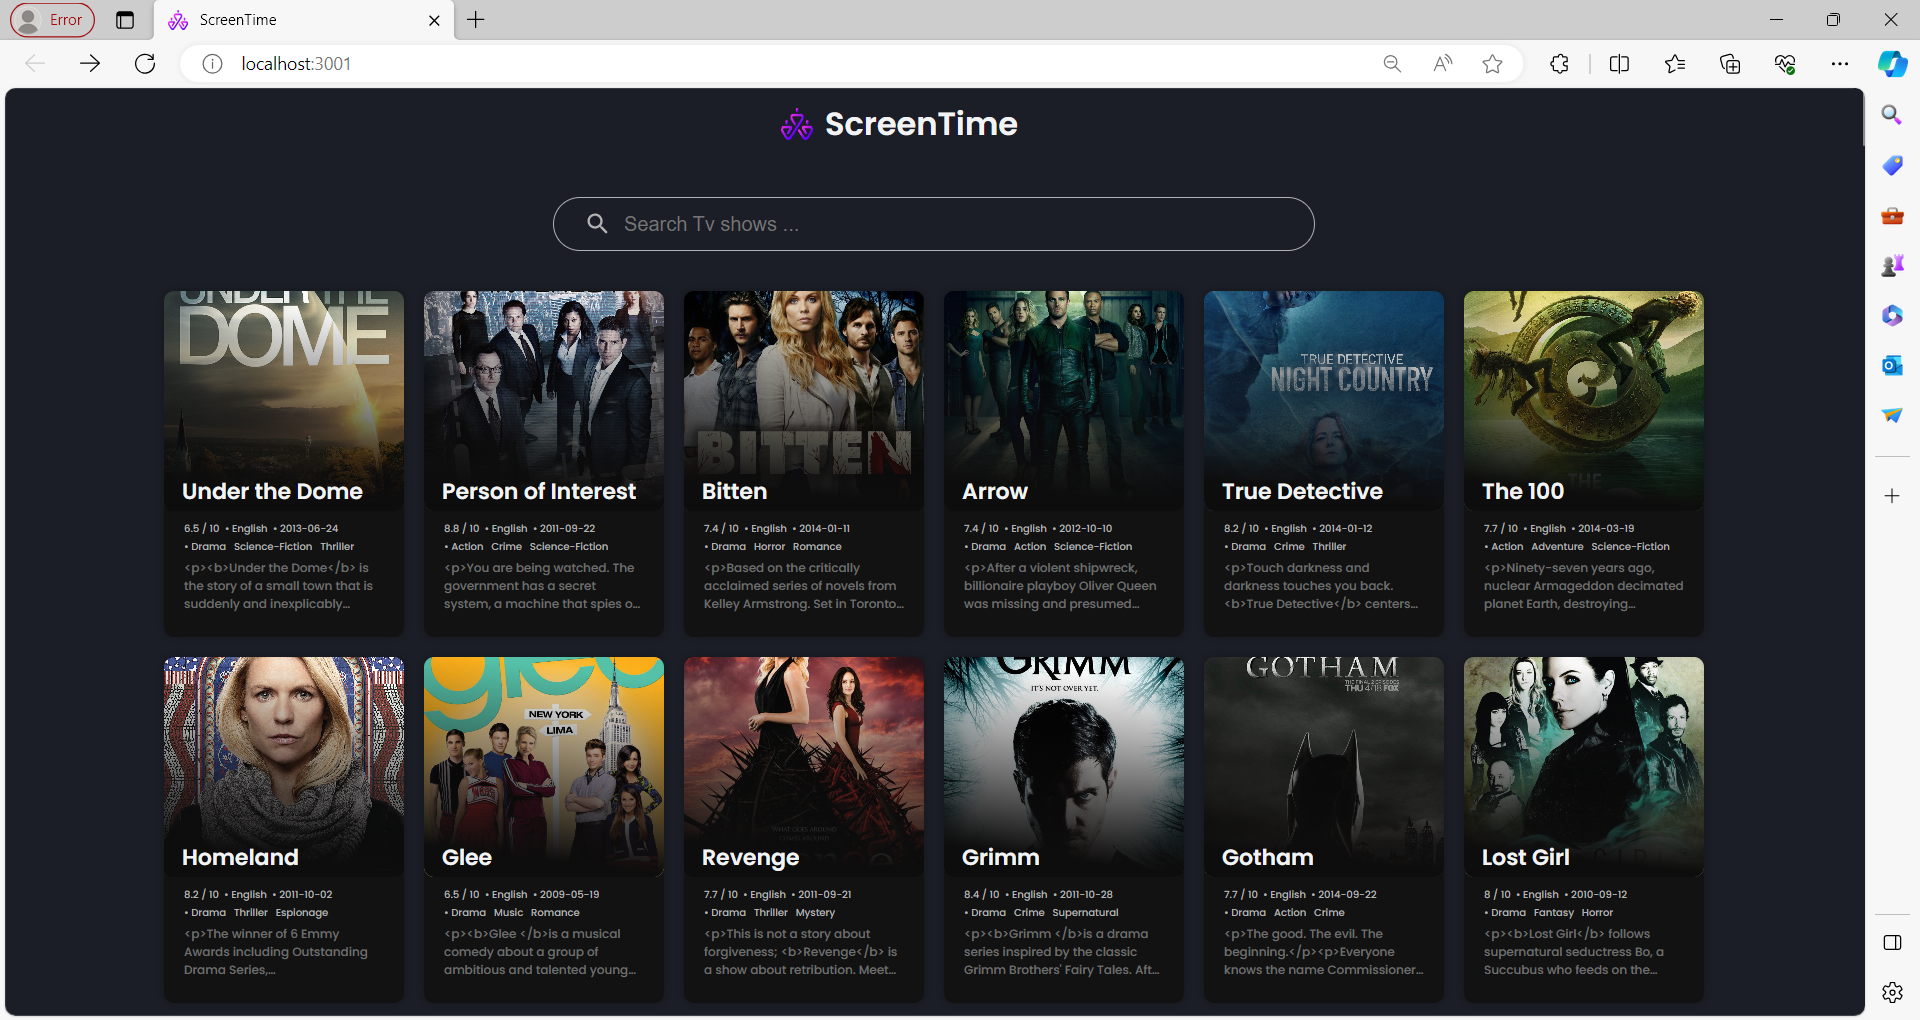 Error
ScreenTime
localhost:3001
ScreenTime
Search Tv shows ...
UNDER THE
DOME
Under the Dome
6.5 / 10 • English • 2013-06-24
• Drama Science-Fiction Thriller
<p><b>Under the Dome</b> is
the story of a small town that is
suddenly and inexplicably...
Person of Interest
8.8 / 10 • English • 2011-09-22
• Action Crime Science-Fiction
<p>You are being watched. The
government has a secret
system, a machine that spies o...
BITTEN
Bitten
7.4 / 10 • English • 2014-01-11
• Drama Horror Romance
<p>Based on the critically
acclaimed series of novels from
Kelley Armstrong. Set in Toronto...
Arrow
7.4 / 10 • English • 2012-10-10
• Drama Action Science-Fiction
<p>After a violent shipwreck,
billionaire playboy Oliver Queen
was missing and presumed...
TRUE DETECTIVE
NIGHT COUNTRY
True Detective
8.2 / 10 • English • 2014-01-12
• Drama Crime Thriller
<p>Touch darkness and
darkness touches you back.
<b>True Detective</b> centers...
THE
The 100
7.7 / 10 • English • 2014-03-19
• Action Adventure Science-Fiction
<p>Ninety-seven years ago,
nuclear Armageddon decimated
planet Earth, destroying...
Homeland
8.2 / 10 • English • 2011-10-02
• Drama Thriller Espionage
<p>The winner of 6 Emmy
Awards including Outstanding
Drama Series,...
glee
NEW YORK
LIMA
Glee
6.5 / 10 • English • 2009-05-19
• Drama Music Romance
<p><b>Glee </b>is a musical
comedy about a group of
ambitious and talented young...
WHAT GOES AROUND
Revenge
7.7 / 10 • English • 2011-09-21
• Drama Thriller Mystery
<p>This is not a story about
forgiveness; <b>Revenge</b> is
a show about retribution. Meet...
GRIMM
IT'S NOT OVER YET.
Grimm
8.4 / 10 • English • 2011-10-28
• Drama Crime Supernatural
<p><b>Grimm </b>is a drama
series inspired by the classic
Grimm Brothers' Fairy Tales. Aft...
GOTHAM
THE FINAL 2 EPISODES
THU 4/18 FOX
Gotham
7.7 / 10 • English • 2014-09-22
• Drama Action Crime
<p>The good. The evil. The
beginning.</p><p>Everyone
knows the name Commissioner...
Lost Girl
8 / 10 • English • 2010-09-12
• Drama Fantasy Horror
<p><b>Lost Girl</b> follows
supernatural seductress Bo, a
Succubus who feeds on the...